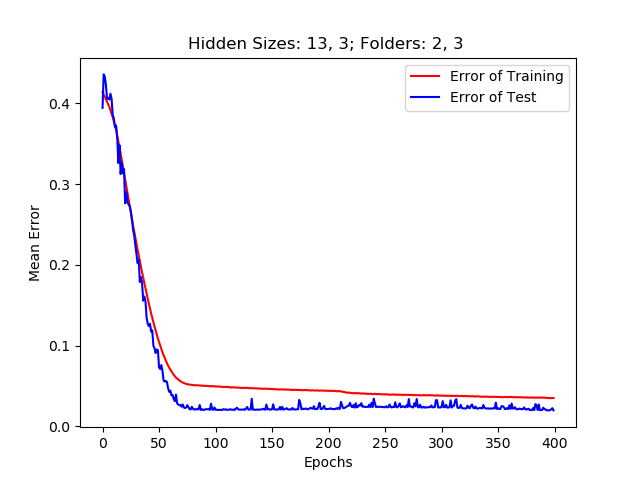 Hidden Sizes: 13, 3; Folders: 2, 3
Error of Training
Error of Test
Mean Error
0.4
0.3
0.2
0.1
0.0
0 50 100 150 200 250 300 350 400
Epochs